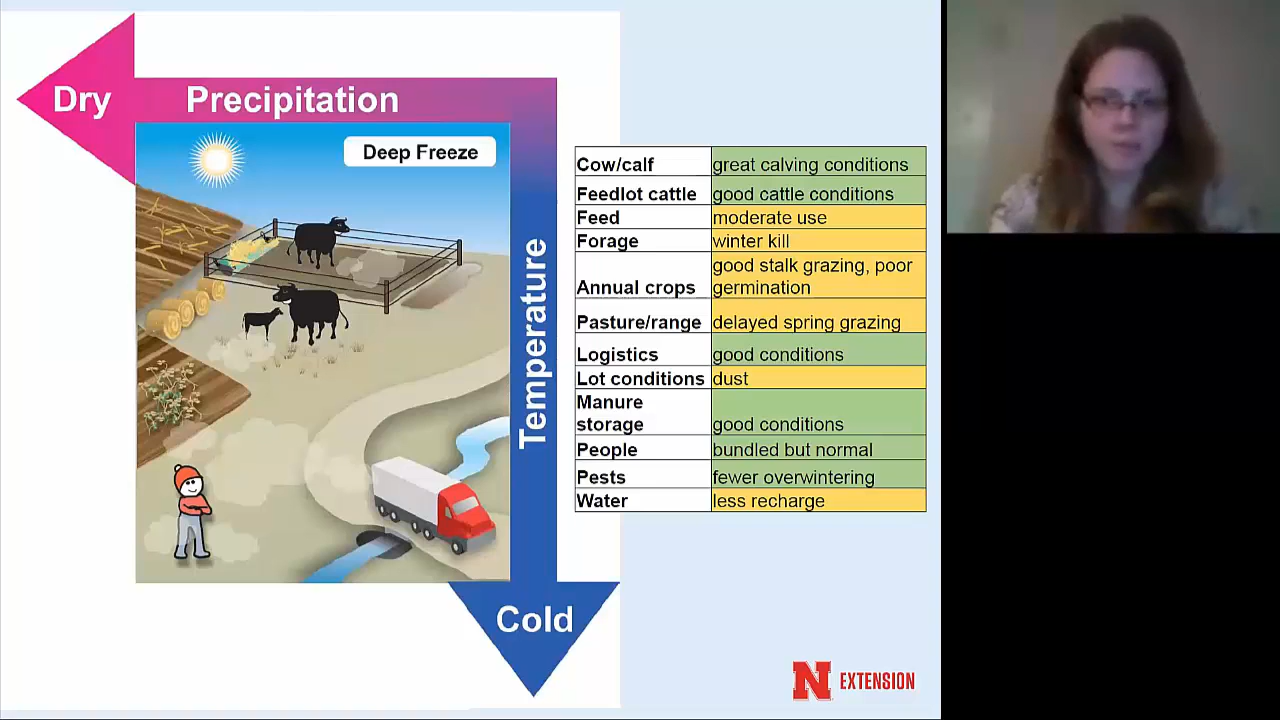 Dry
Precipitation
Deep Freeze
Temperature
Cold
Cow/calf great calving conditions
Feedlot cattle good cattle conditions
Feed moderate use
Forage winter kill
Annual crops good stalk grazing, poor
germination
Pasture/range delayed spring grazing
Logistics good conditions
Lot conditions dust
Manure
storage good conditions
People bundled but normal
Pests fewer overwintering
Water less recharge
N EXTENSION